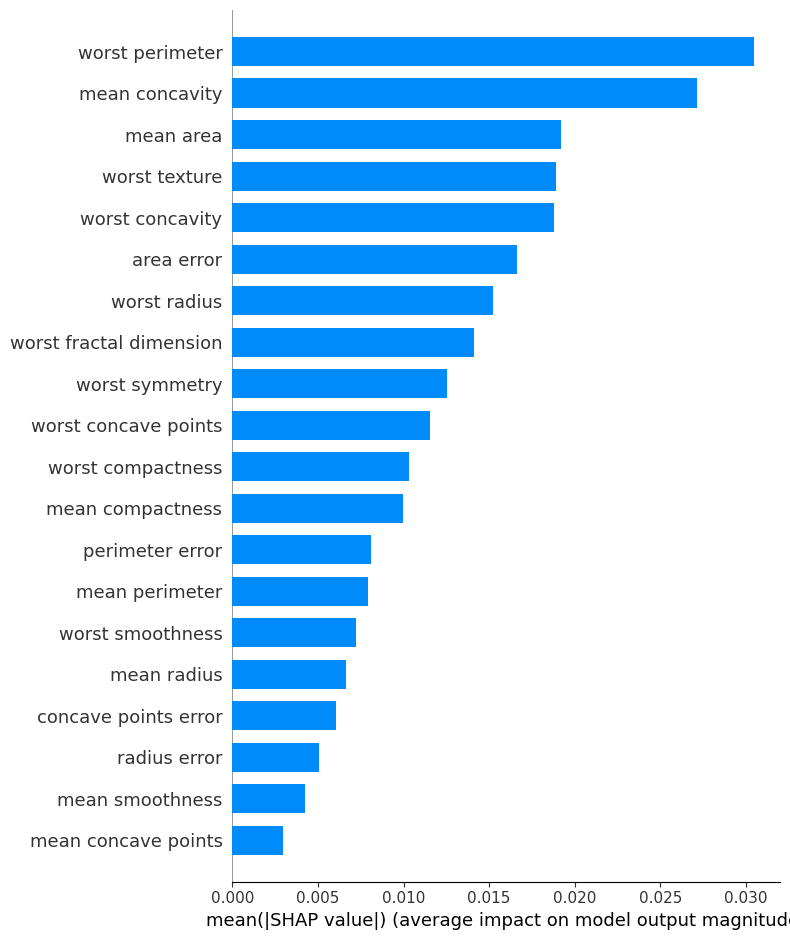 worst perimeter
mean concavity
mean area
worst texture
worst concavity
area error
worst radius
worst fractal dimension
worst symmetry
worst concave points
worst compactness
mean compactness
perimeter error
mean perimeter
worst smoothness
mean radius
concave points error
radius error
mean smoothness
mean concave points
0.000 0.005 0.010 0.015 0.020 0.025 0.030
mean(|SHAP value|) (average impact on model output magnitude